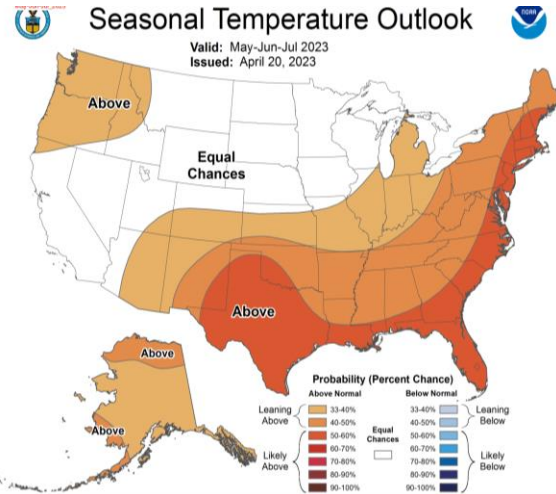 Seasonal Temperature Outlook
Valid: May-Jun-Jul 2023
Issued: April 20, 2023
NOAA
Above
Equal
Chances
Above
Above
Above
Probability (Percent Chance)
Above Normal
Below Normal
Leaning
Above
33-40%
40-50%
Likely
Above
50-60%
60-70%
70-80%
80-90%
90-100%
Equal
Chances
33-40%
40-50%
Leaning
Below
50-60%
60-70%
70-80%
80-90%
90-100%
Likely
Below